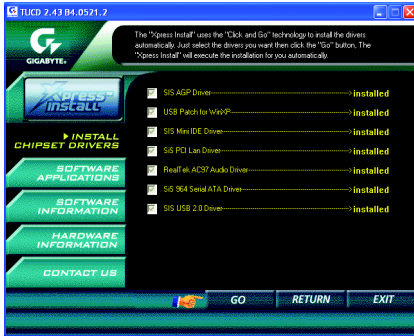 TUCD 2.43 B4.0521.2
GIGABYTE
The "Xpress Install" uses the "Click and Go" technology to install the drivers
automatically. Just select the drivers you want then click the "Go" button, The
"Xpress Install" will execute the installation for you automatically.
Xpress
INSTALL
INSTALL
CHIPSET DRIVERS
SOFTWARE
APPLICATIONS
SOFTWARE
INFORMATION
HARDWARE
INFORMATION
CONTACT US
SIS AGP Driver------>installed
USB Patch for WinXP------>installed
SIS Mini IDE Driver------>installed
SiS PCI Lan Driver------>installed
RealTek AC97 Audio Driver------>installed
SiS 964 Serial ATA Driver------>installed
SIS USB 2.0 Driver------>installed
GO RETURN EXIT